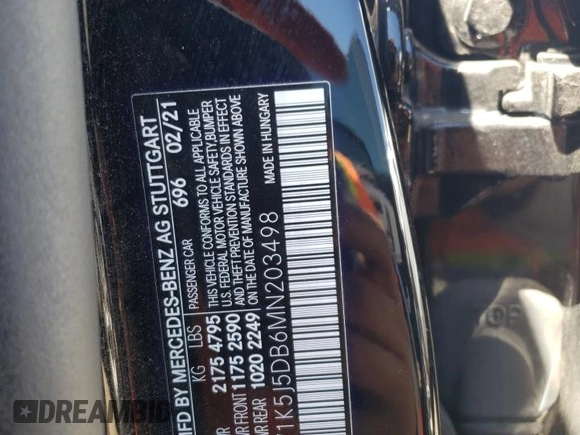 MFD BY MERCEDES-BENZ AG STUTTGART
696 02/21
PASSENGER CAR
KG LBS
THIS VEHICLE CONFORMS TO ALL APPLICABLE
U.S. FEDERAL MOTOR VEHICLE SAFETY, BUMPER
AND THEFT PREVENTION STANDARDS IN EFFECT
ON THE DATE OF MANUFACTURE SHOWN ABOVE
2175 4795
FRONT 1175 2590
REAR 1020 2249
1K5J5DB6MN203498
MADE IN HUNGARY
DREAMBID